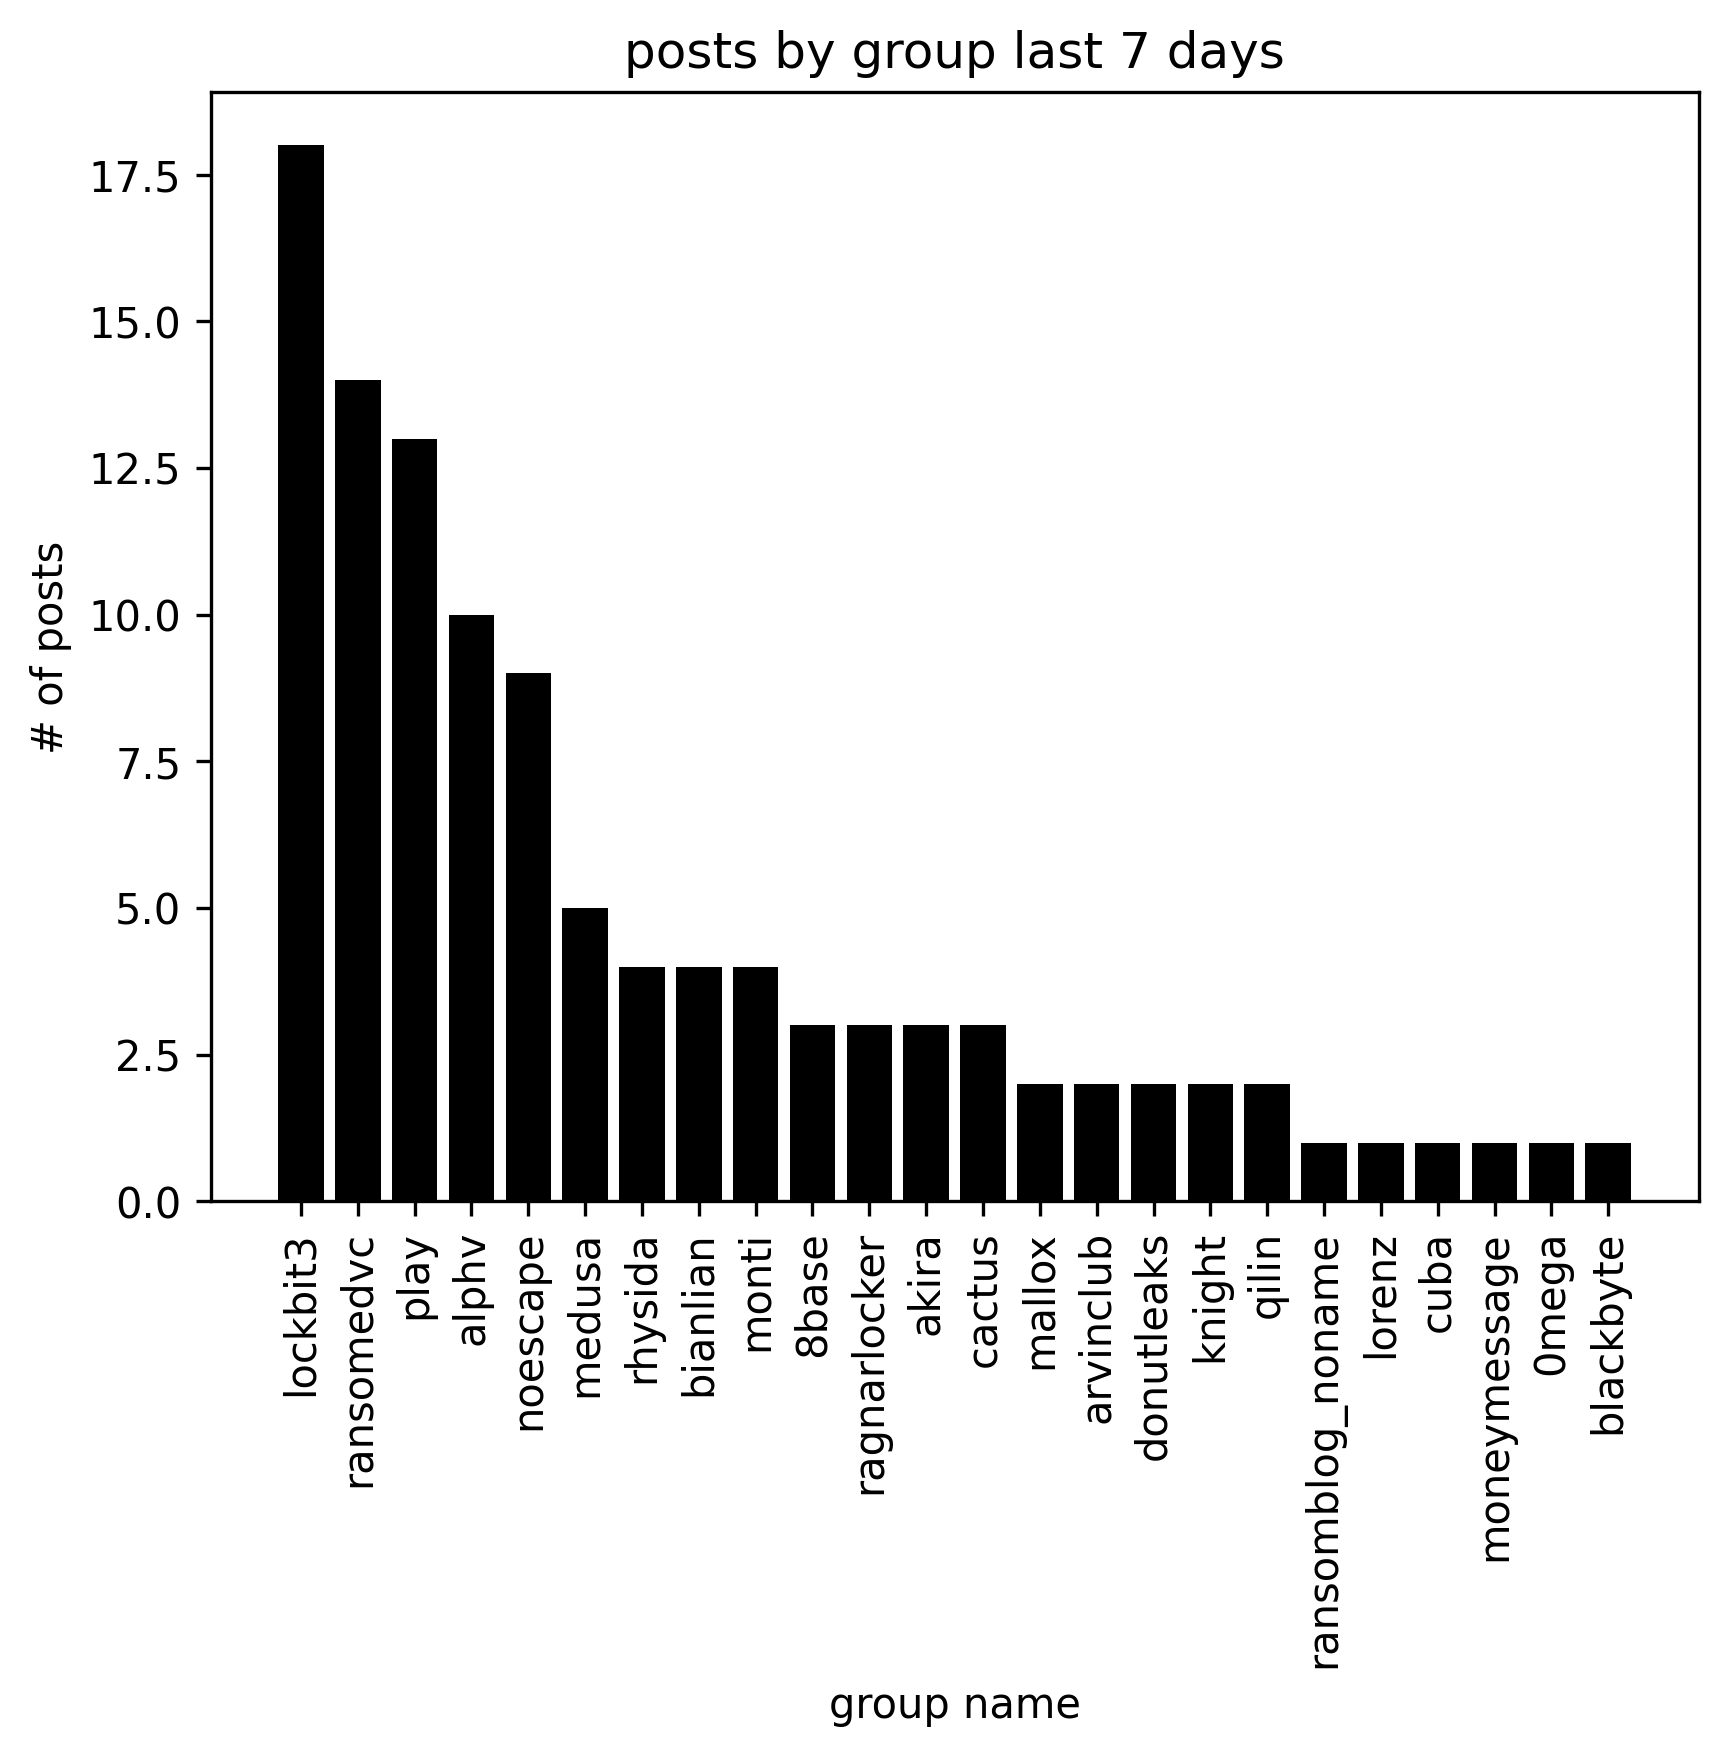 posts by group last 7 days
# of posts
17.5
15.0
12.5
10.0
7.5
5.0
2.5
0.0
lockbit3
ransomedvc
play
alphv
noescape
medusa
rhysida
bianlian
monti
8base
ragnarlocker
akira
cactus
mallox
arvinclub
donutleaks
knight
qilin
ransomblog_noname
lorenz
cuba
moneymessage
0mega
blackbyte
group name